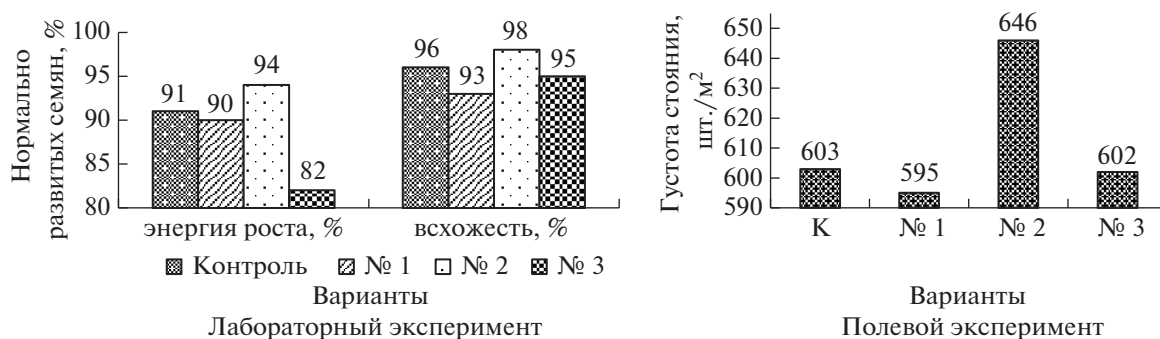 Нормально
развитых семян, %
100
95
90
85
80
91
90
94
82
96
93
98
95
энергия роста, %
всхожесть, %
Контроль
№ 1
№ 2
№ 3
Варианты
Лабораторный эксперимент
Густота стояния,
шт./м²
650
640
630
620
610
600
590
603
595
646
602
К
№ 1
№ 2
№ 3
Варианты
Полевой эксперимент